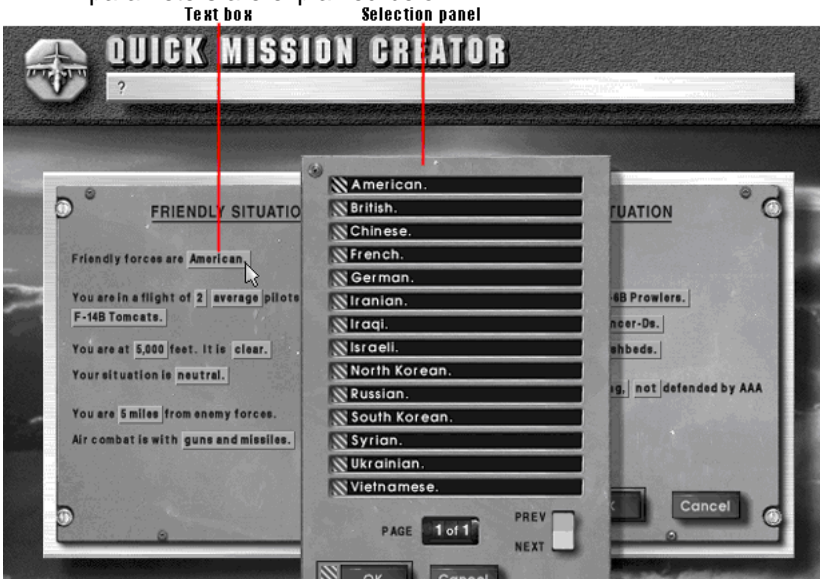 Text box Selection panel
QUICK MISSION CREATOR
?
FRIENDLY SITUATIO
Friendly forces are American.
You are in a flight of 2 average pilots
F-14B Tomcats.
You are at 5,000 feet. It is clear.
Your situation is neutral.
You are 5 miles from enemy forces.
Air combat is with guns and missiles.
American.
British.
Chinese.
French.
German.
Iranian.
Iraqi.
Israeli.
North Korean.
Russian.
South Korean.
Syrian.
Ukrainian.
Vietnamese.
PAGE 1 of 1
PREV
NEXT
OK Cancel
TUATION
-6B Prowlers.
ncer-Ds.
shbeds.
not defended by AAA
Cancel